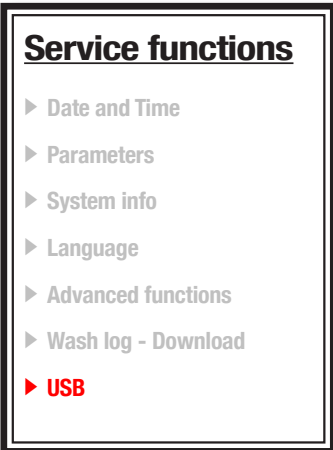 Service functions
Date and Time
Parameters
System info
Language
Advanced functions
Wash log - Download
USB